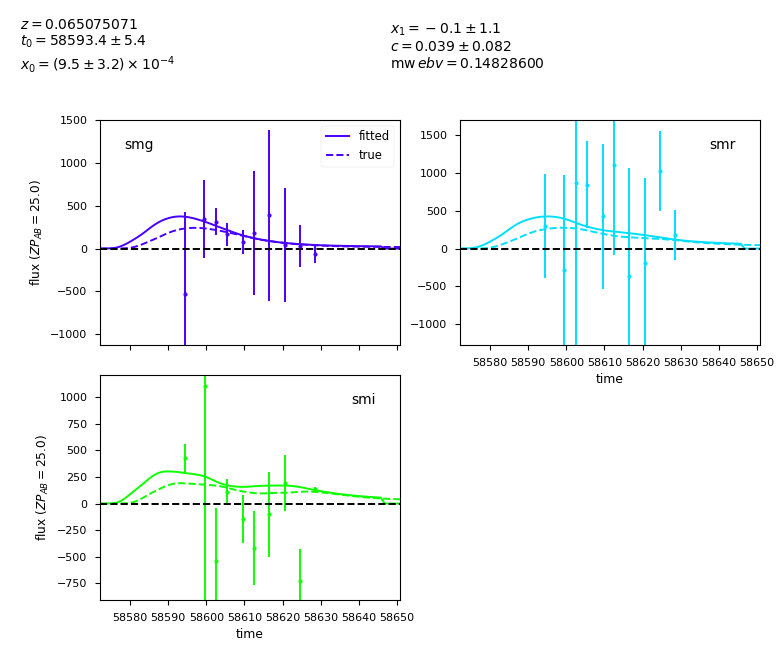 z = 0.065075071
t₀ = 58593.4 ± 5.4
x₀ = (9.5 ± 3.2) × 10⁻⁴
x₁ = −0.1 ± 1.1
c = 0.039 ± 0.082
mwebv = 0.14828600
smg
fitted
true
1500
1000
500
0
−500
−1000
flux (ZP_AB = 25.0)
smr
1500
1000
500
0
−500
−1000
58580 58590 58600 58610 58620 58630 58640 58650
time
smi
1000
750
500
250
0
−250
−500
−750
flux (ZP_AB = 25.0)
58580 58590 58600 58610 58620 58630 58640 58650
time